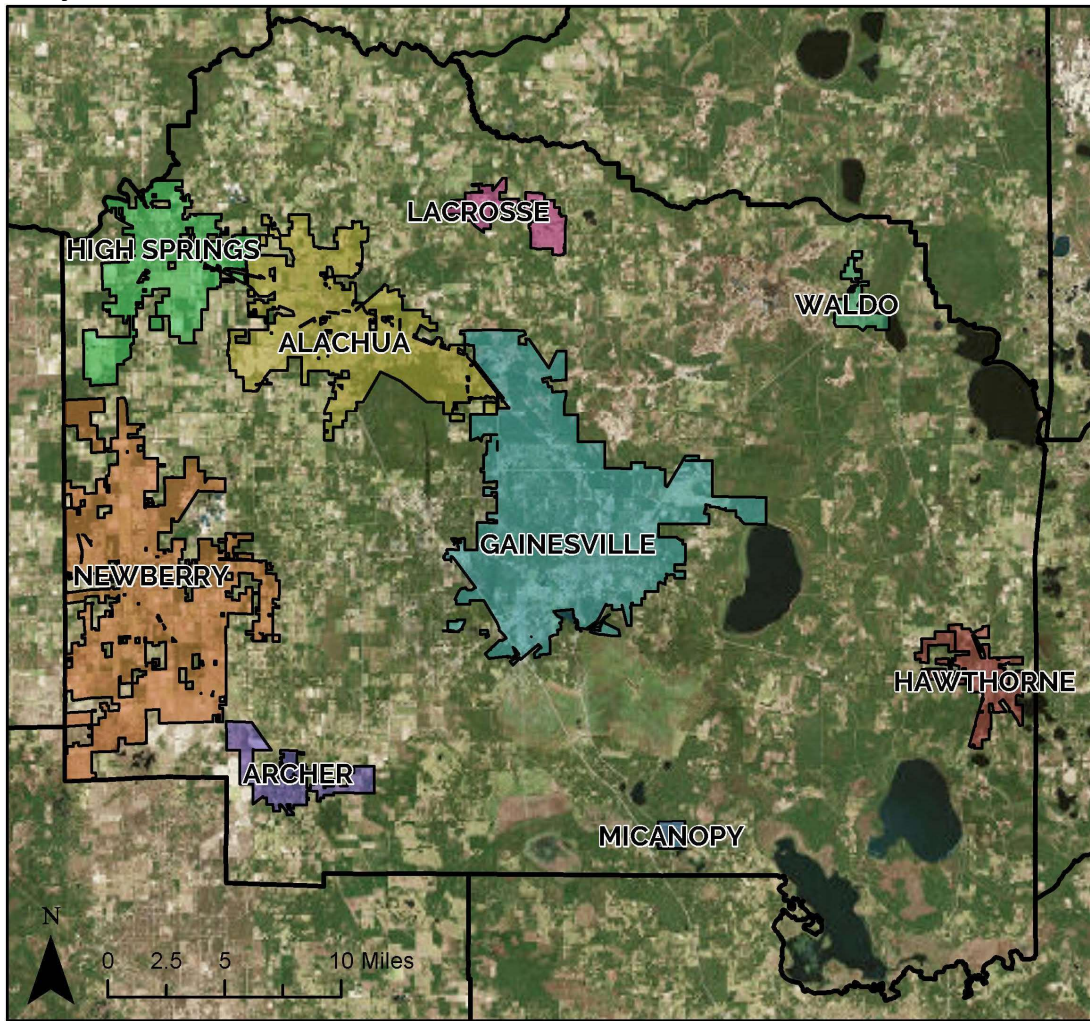 LACROSSE
HIGH SPRINGS
WALDO
ALACHUA
GAINESVILLE
NEWBERRY
HAWTHORNE
ARCHER
MICANOPY
N
0 2.5 5 10 Miles